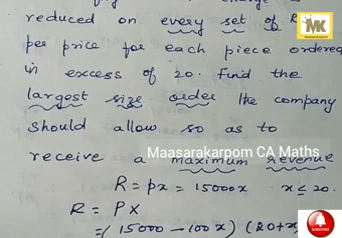 reduced on every set of R
per price for each piece ordered
in excess of 20. Find the
largest size order the company
should allow so as to
receive a maximum revenue
Maasarakarpom CA Maths
R = px = 15000x x ≤ 20.
R = PX
=(15000 - 100x) (20+x
MK